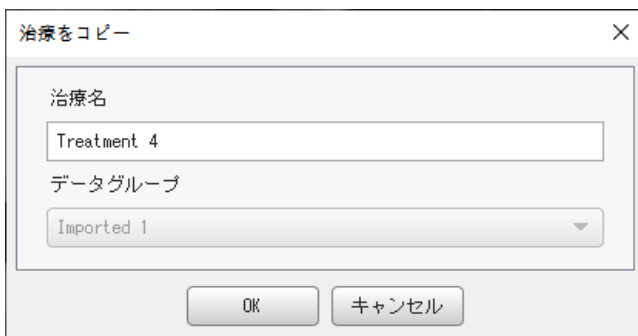 治療をコピー
治療名
Treatment 4
データグループ
Imported 1
OK
キャンセル